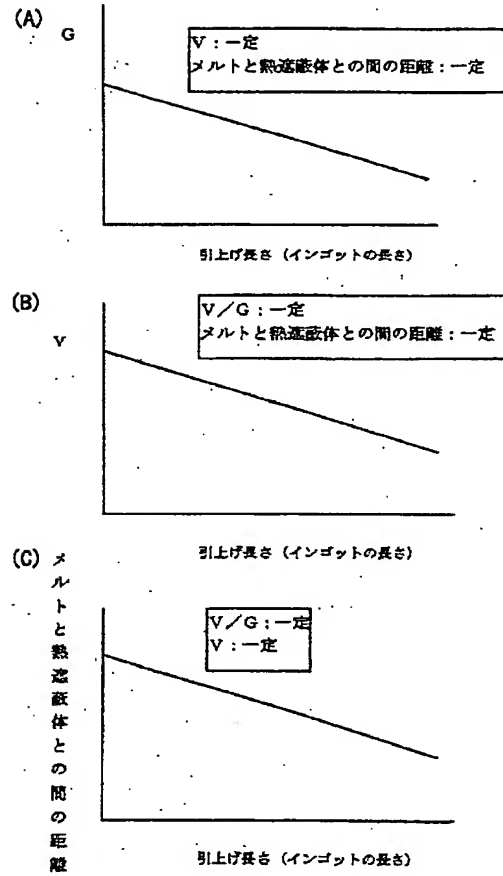 (A)
G
V:一定
メルトと熱遮蔽体との間の距離:一定
引上げ長さ(インゴットの長さ)
(B)
V
V/G:一定
メルトと熱遮蔽体との間の距離:一定
引上げ長さ(インゴットの長さ)
(C)
メルトと熱遮蔽体との間の距離
V/G:一定
V:一定
引上げ長さ(インゴットの長さ)